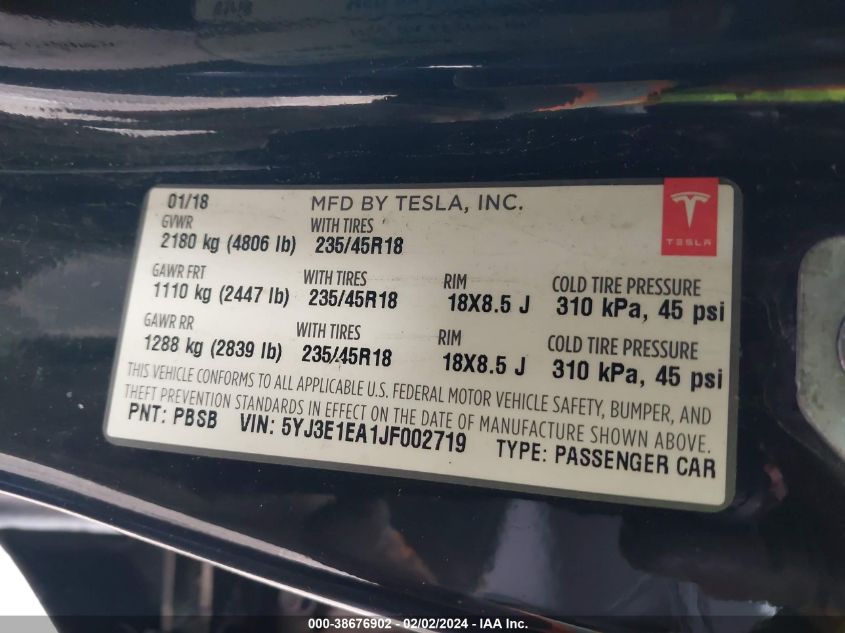 01/18 MFD BY TESLA, INC.
TESLA
GVWR WITH TIRES
2180 kg (4806 lb) 235/45R18
GAWR FRT WITH TIRES RIM COLD TIRE PRESSURE
1110 kg (2447 lb) 235/45R18 18X8.5 J 310 kPa, 45 psi
GAWR RR WITH TIRES RIM COLD TIRE PRESSURE
1288 kg (2839 lb) 235/45R18 18X8.5 J 310 kPa, 45 psi
THIS VEHICLE CONFORMS TO ALL APPLICABLE U.S. FEDERAL MOTOR VEHICLE SAFETY, BUMPER, AND
THEFT PREVENTION STANDARDS IN EFFECT ON THE DATE OF MANUFACTURE SHOWN ABOVE.
PNT: PBSB VIN: 5YJ3E1EA1JF002719 TYPE: PASSENGER CAR
000-38676902 - 02/02/2024 - IAA Inc.